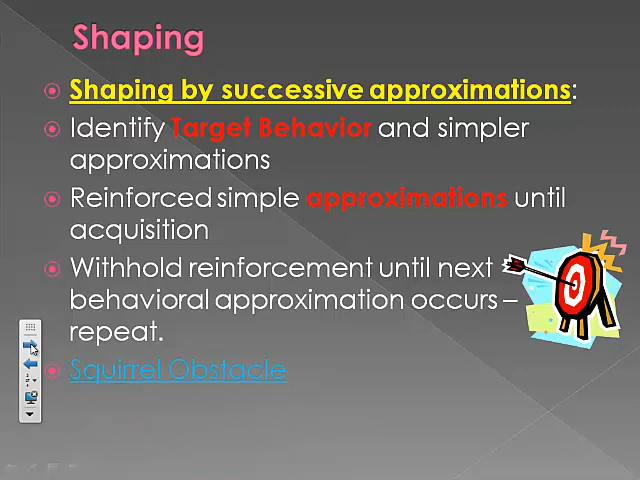 Shaping
Shaping by successive approximations:
Identify Target Behavior and simpler
approximations
Reinforced simple approximations until
acquisition
Withhold reinforcement until next
behavioral approximation occurs –
repeat.
Squirrel Obstacle